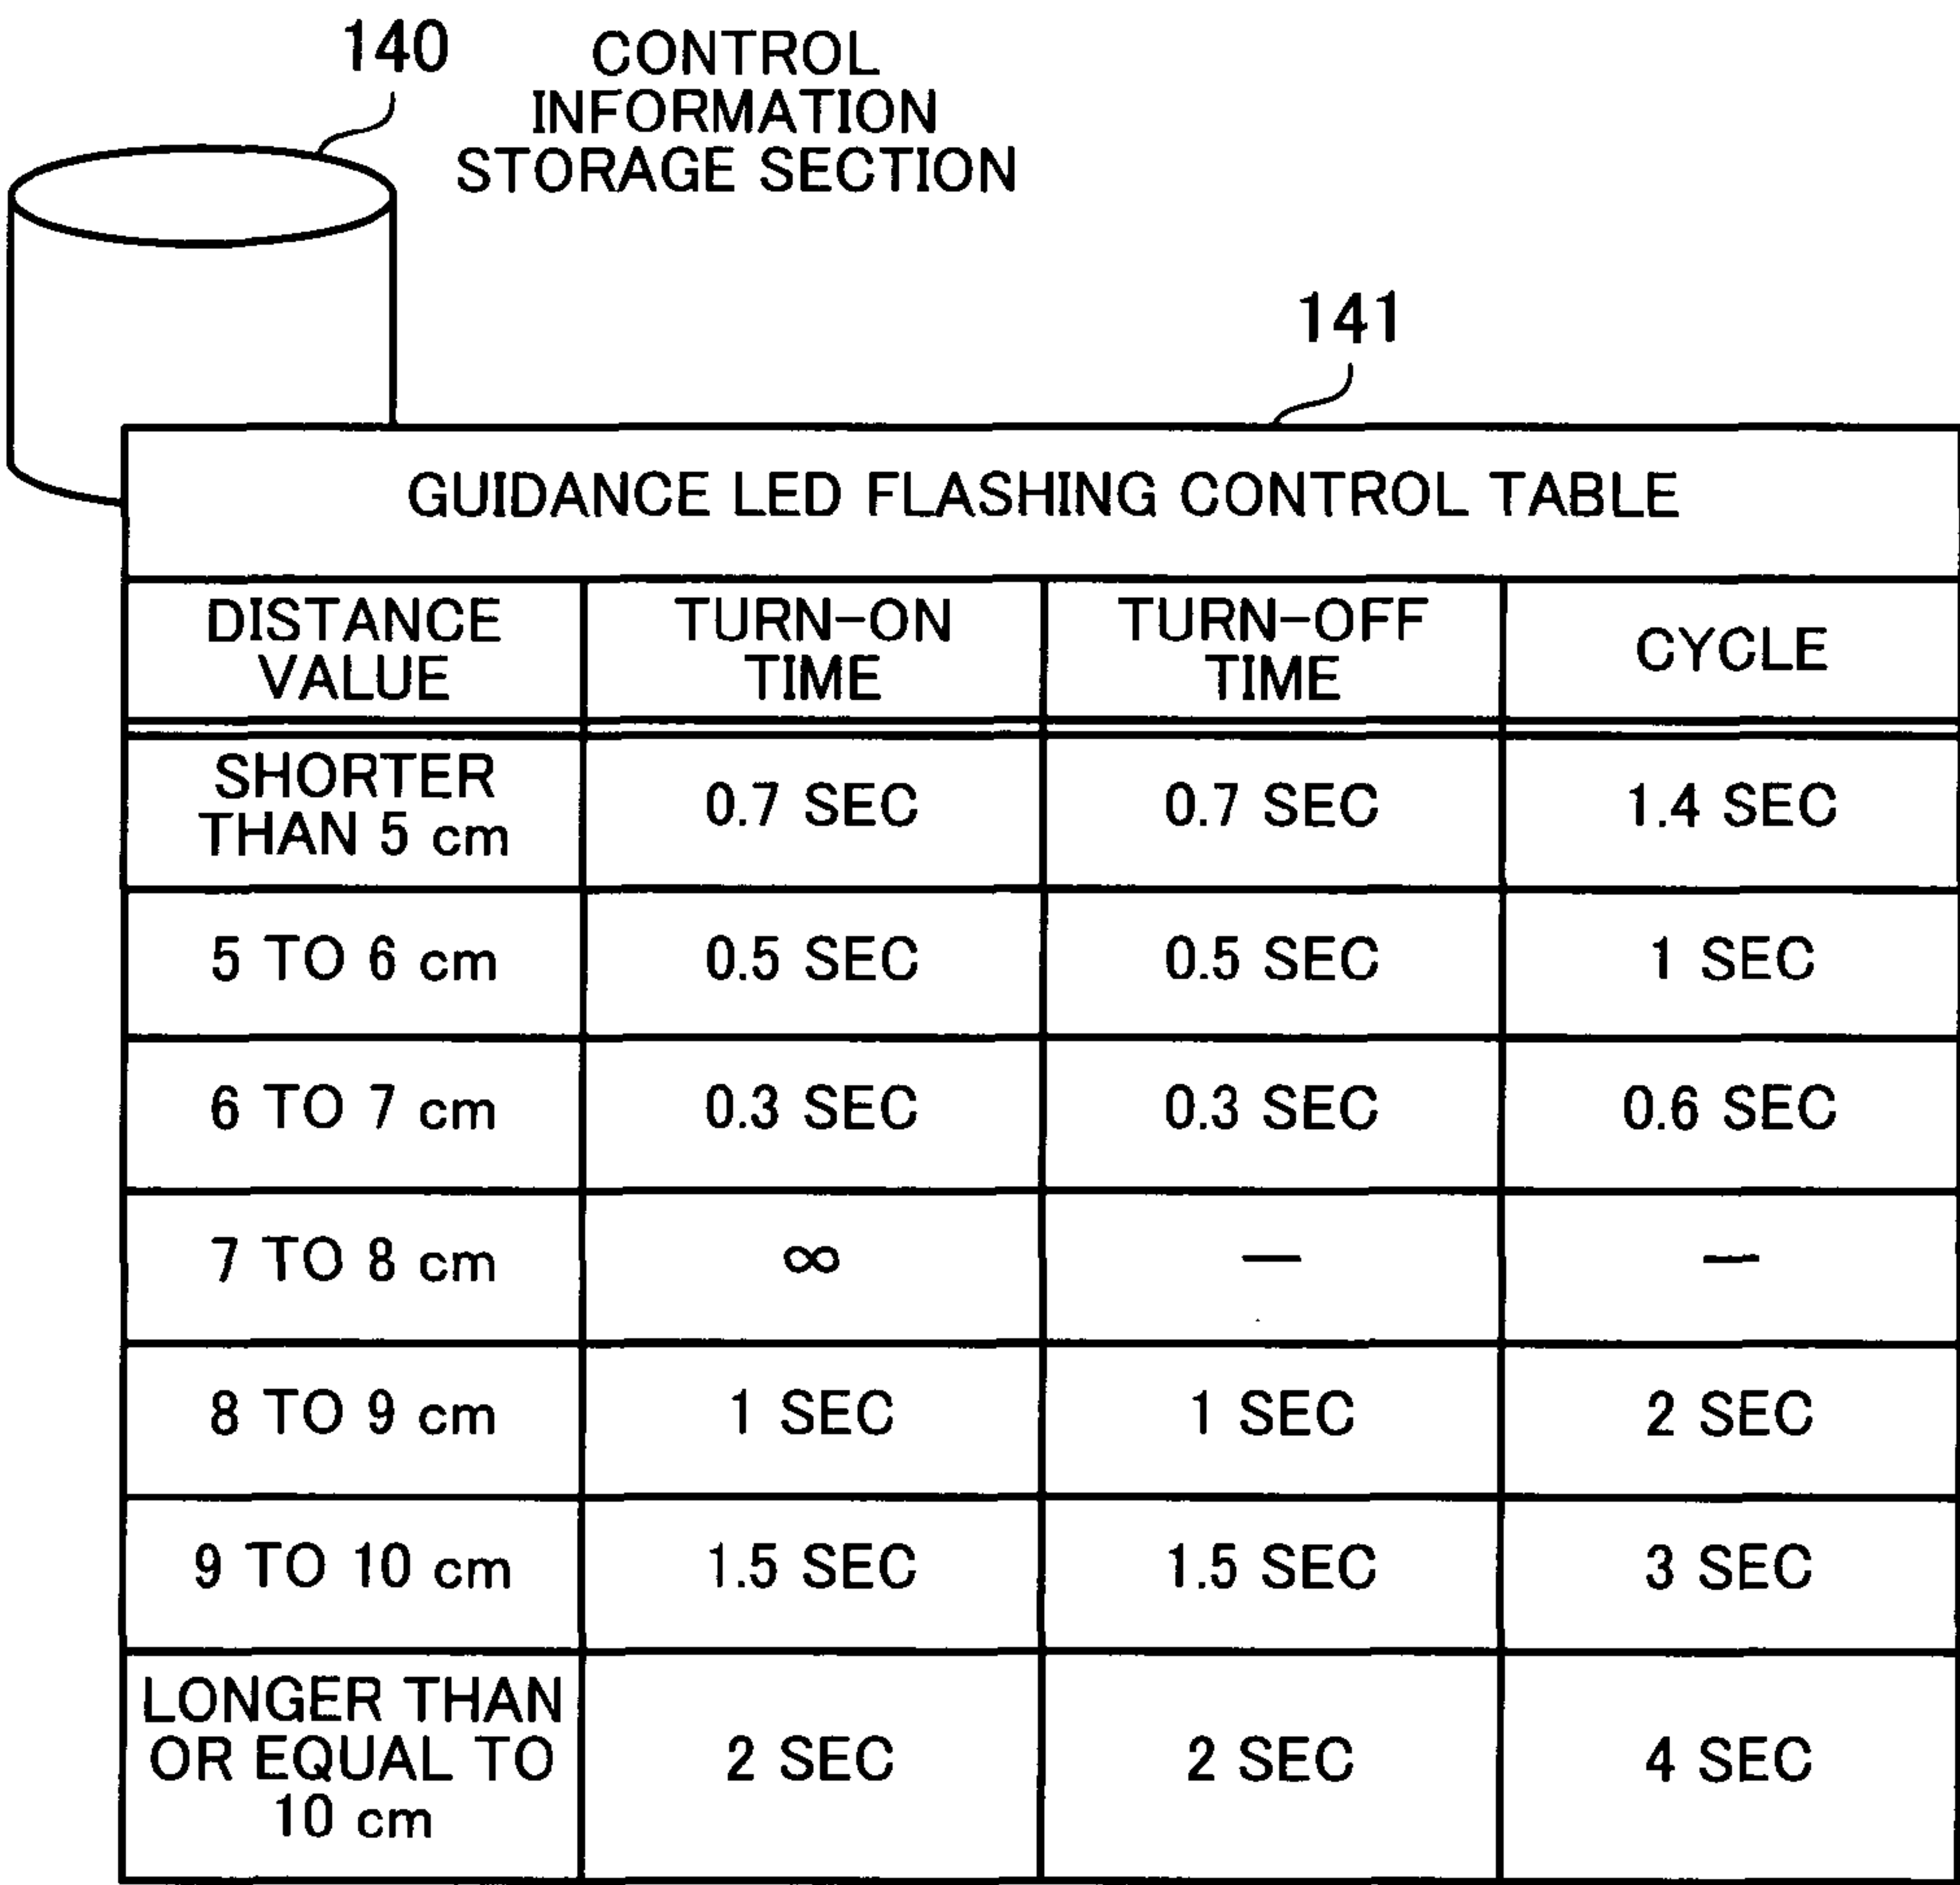 140
CONTROL
INFORMATION
STORAGE SECTION
141
GUIDANCE LED FLASHING CONTROL TABLE
DISTANCE
VALUE
TURN-ON
TIME
TURN-OFF
TIME
CYCLE
SHORTER
THAN 5 cm
0.7 SEC
0.7 SEC
1.4 SEC
5 TO 6 cm
0.5 SEC
0.5 SEC
1 SEC
6 TO 7 cm
0.3 SEC
0.3 SEC
0.6 SEC
7 TO 8 cm
∞
—
—
8 TO 9 cm
1 SEC
1 SEC
2 SEC
9 TO 10 cm
1.5 SEC
1.5 SEC
3 SEC
LONGER THAN
OR EQUAL TO
10 cm
2 SEC
2 SEC
4 SEC